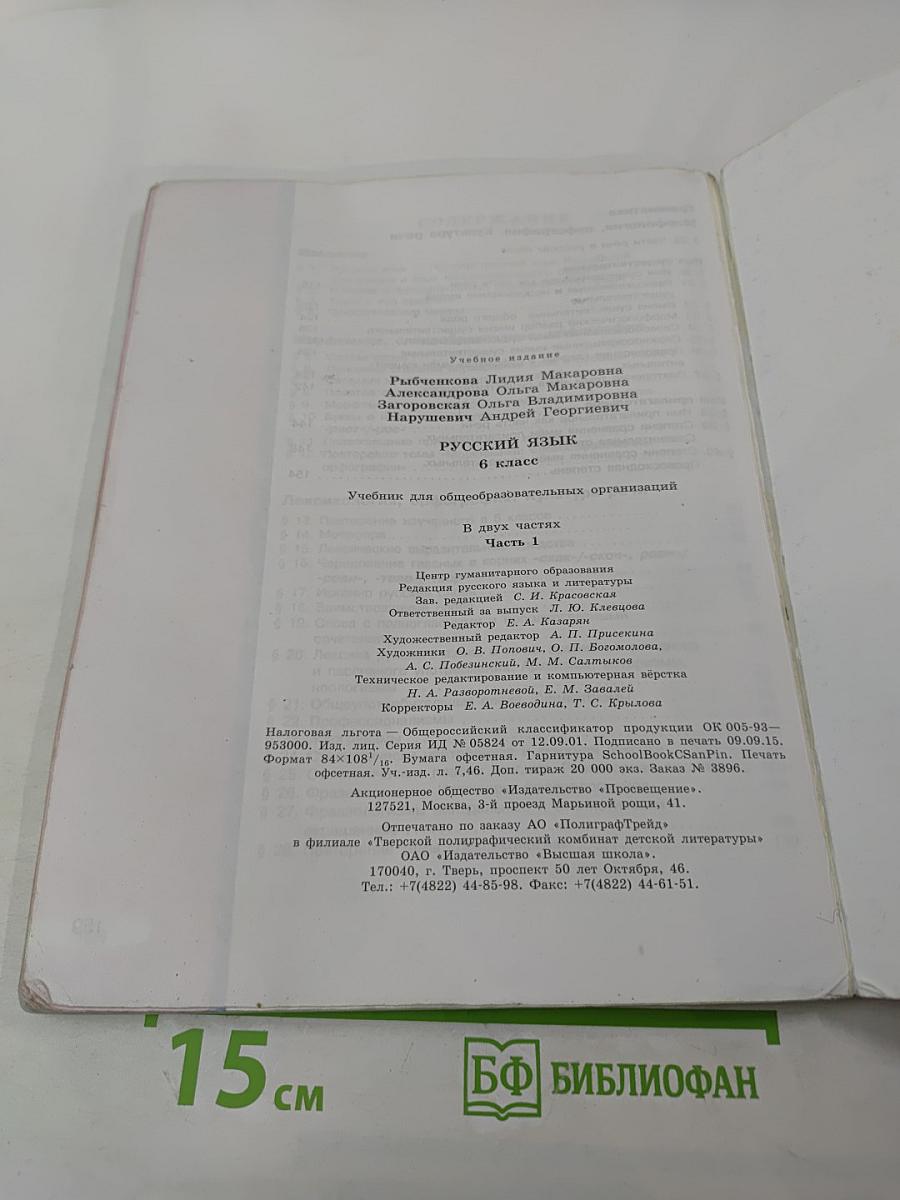 Учебное издание
Рыбченкова Лидия Макаровна
Александрова Ольга Макаровна
Загоровская Ольга Владимировна
Нарушевич Андрей Георгиевич
РУССКИЙ ЯЗЫК
6 класс
Учебник для общеобразовательных организаций
В двух частях
Часть 1
Центр гуманитарного образования
Редакция русского языка и литературы
Зав. редакцией С. И. Красовская
Ответственный за выпуск Л. Ю. Клевцова
Редактор Е. А. Казарян
Художественный редактор А. П. Присекина
Художники О. В. Попович, О. П. Богомолова,
А. С. Побезинский, М. М. Салтыков
Техническое редактирование и компьютерная вёрстка
Н. А. Разворотневой, Е. М. Завалей
Корректоры Е. А. Воеводина, Т. С. Крылова
Налоговая льгота — Общероссийский классификатор продукции ОК 005-93—
953000. Изд. лиц. Серия ИД № 05824 от 12.09.01. Подписано в печать 09.09.15.
Формат 84×108¹/₁₆. Бумага офсетная. Гарнитура SchoolBookCSanPin. Печать
офсетная. Уч.-изд. л. 7,46. Доп. тираж 20 000 экз. Заказ № 3896.
Акционерное общество «Издательство «Просвещение».
127521, Москва, 3-й проезд Марьиной рощи, 41.
Отпечатано по заказу АО «ПолиграфТрейд»
в филиале «Тверской полиграфический комбинат детской литературы»
ОАО «Издательство «Высшая школа».
170040, г. Тверь, проспект 50 лет Октября, 46.
Тел.: +7(4822) 44-85-98. Факс: +7(4822) 44-61-51.
15 см
БФ БИБЛИОФАН